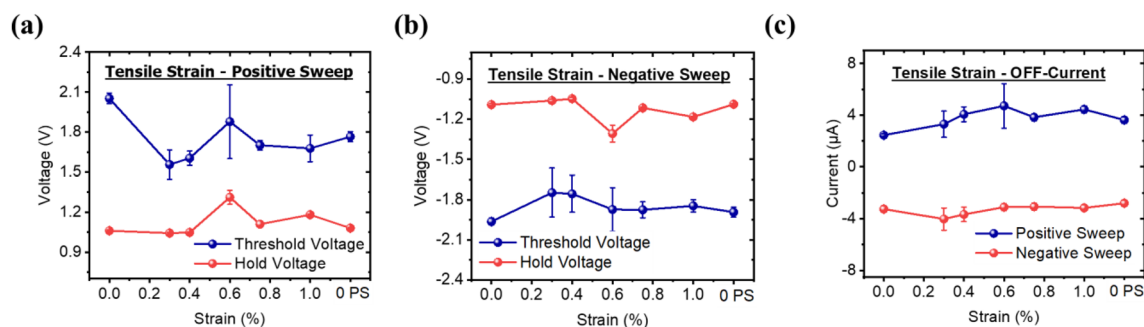 (a)
Tensile Strain - Positive Sweep
2.4
2.1
1.8
1.5
1.2
0.9
Voltage (V)
Threshold Voltage
Hold Voltage
0.0 0.2 0.4 0.6 0.8 1.0 0 PS
Strain (%)
(b)
Tensile Strain - Negative Sweep
-0.9
-1.2
-1.5
-1.8
-2.1
-2.4
Voltage (V)
Threshold Voltage
Hold Voltage
0.0 0.2 0.4 0.6 0.8 1.0 0 PS
Strain (%)
(c)
Tensile Strain - OFF-Current
8
4
0
-4
-8
Current (µA)
Positive Sweep
Negative Sweep
0.0 0.2 0.4 0.6 0.8 1.0 0 PS
Strain (%)